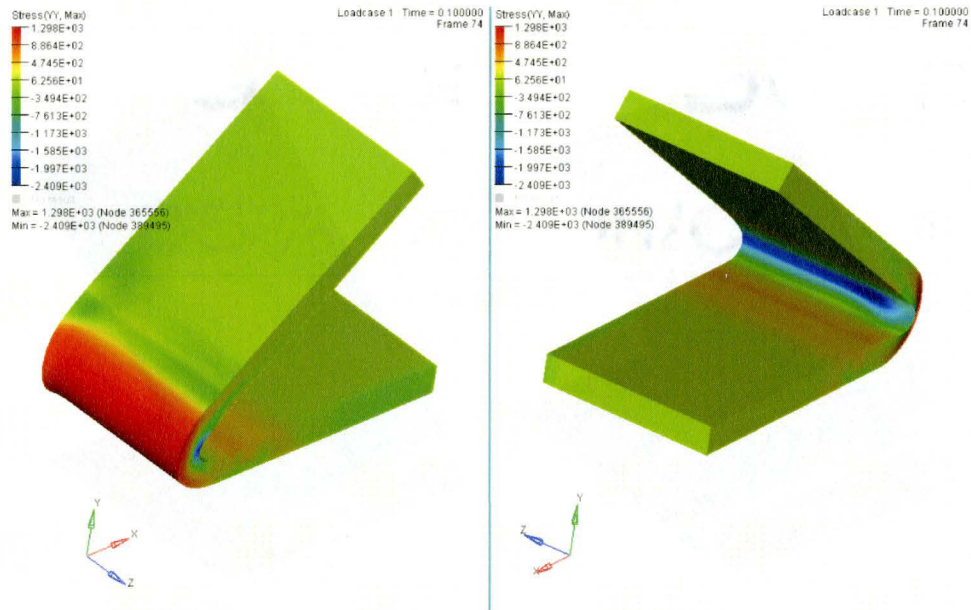 Stress(YY, Max)
1.298E+03
8.864E+02
4.745E+02
6.256E+01
-3.494E+02
-7.613E+02
-1.173E+03
-1.585E+03
-1.997E+03
-2.409E+03
Max = 1.298E+03 (Node 365556)
Min = -2.409E+03 (Node 389495)
Loadcase 1 Time = 0.100000
Frame 74
Y
X
Z
Stress(YY, Max)
1.298E+03
8.864E+02
4.745E+02
6.256E+01
-3.494E+02
-7.613E+02
-1.173E+03
-1.585E+03
-1.997E+03
-2.409E+03
Max = 1.298E+03 (Node 365556)
Min = -2.409E+03 (Node 389495)
Loadcase 1 Time = 0.100000
Frame 74
Y
Z
X